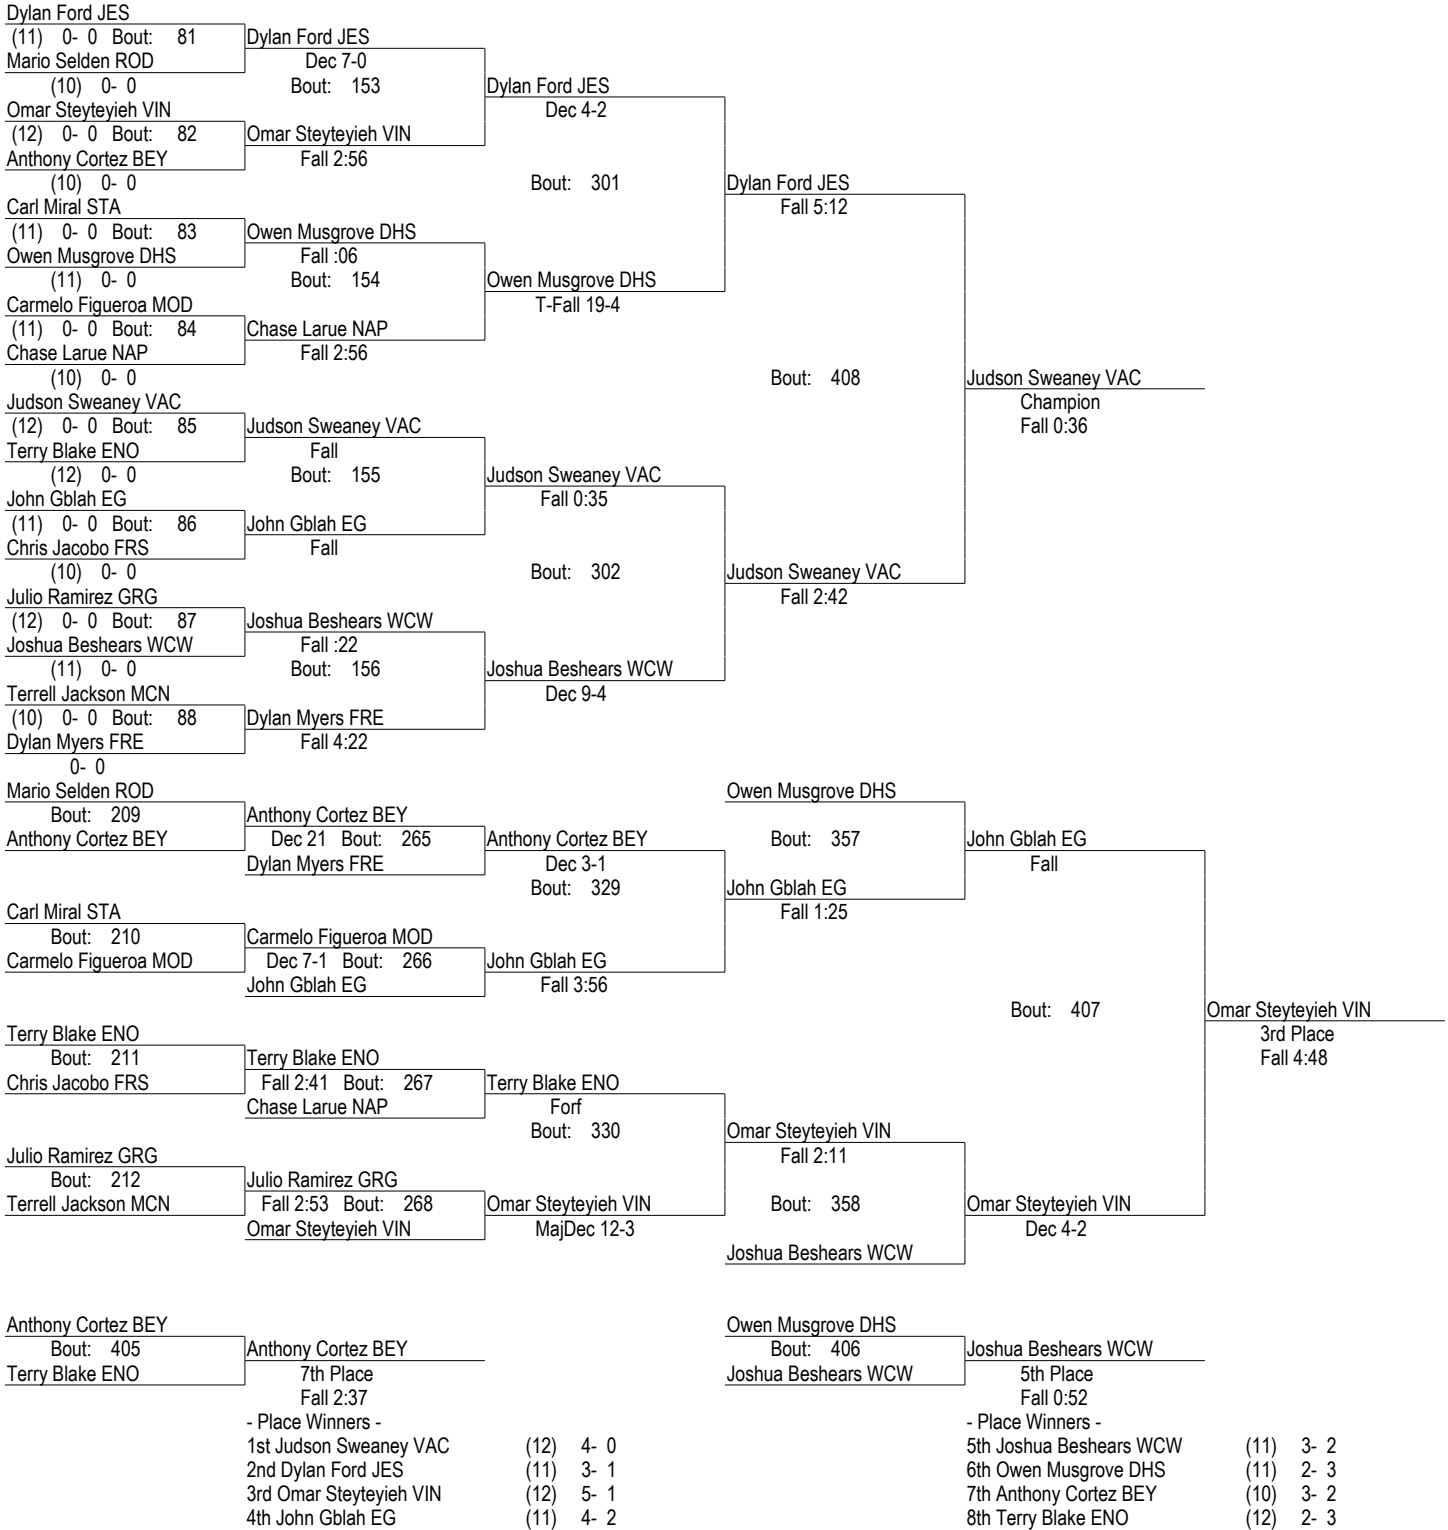 Dylan Ford JES
(11) 0- 0 Bout: 81 Dylan Ford JES
Mario Selden ROD Dec 7-0
(10) 0- 0 Bout: 153 Dylan Ford JES
Omar Steyteyieh VIN Dec 4-2
(12) 0- 0 Bout: 82 Omar Steyteyieh VIN
Anthony Cortez BEY Fall 2:56
(10) 0- 0 Bout: 301 Dylan Ford JES
Carl Miral STA Fall 5:12
(11) 0- 0 Bout: 83 Owen Musgrove DHS
Owen Musgrove DHS Fall :06
(11) 0- 0 Bout: 154 Owen Musgrove DHS
Carmelo Figueroa MOD T-Fall 19-4
(11) 0- 0 Bout: 84 Chase Larue NAP
Chase Larue NAP Fall 2:56
(10) 0- 0 Bout: 408 Judson Sweaney VAC
Judson Sweaney VAC Champion
(12) 0- 0 Bout: 85 Judson Sweaney VAC Fall 0:36
Terry Blake ENO Fall
(12) 0- 0 Bout: 155 Judson Sweaney VAC
John Gblah EG Fall 0:35
(11) 0- 0 Bout: 86 John Gblah EG
Chris Jacobo FRS Fall
(10) 0- 0 Bout: 302 Judson Sweaney VAC
Julio Ramirez GRG Fall 2:42
(12) 0- 0 Bout: 87 Joshua Beshears WCW
Joshua Beshears WCW Fall :22
(11) 0- 0 Bout: 156 Joshua Beshears WCW
Terrell Jackson MCN Dec 9-4
(10) 0- 0 Bout: 88 Dylan Myers FRE
Dylan Myers FRE Fall 4:22
0- 0
Mario Selden ROD Owen Musgrove DHS
Bout: 209 Anthony Cortez BEY
Anthony Cortez BEY Dec 21 Bout: 265 Anthony Cortez BEY Bout: 357 John Gblah EG
Dylan Myers FRE Dec 3-1 Fall
Bout: 329 John Gblah EG
Carl Miral STA Fall 1:25
Bout: 210 Carmelo Figueroa MOD
Carmelo Figueroa MOD Dec 7-1 Bout: 266 John Gblah EG
John Gblah EG Fall 3:56
Bout: 407 Omar Steyteyieh VIN
Terry Blake ENO 3rd Place
Bout: 211 Terry Blake ENO Fall 4:48
Chris Jacobo FRS Fall 2:41 Bout: 267 Terry Blake ENO
Chase Larue NAP Forf
Bout: 330 Omar Steyteyieh VIN
Julio Ramirez GRG Fall 2:11
Bout: 212 Julio Ramirez GRG
Terrell Jackson MCN Fall 2:53 Bout: 268 Omar Steyteyieh VIN Bout: 358 Omar Steyteyieh VIN
Omar Steyteyieh VIN MajDec 12-3 Dec 4-2
Joshua Beshears WCW
Anthony Cortez BEY Owen Musgrove DHS
Bout: 405 Anthony Cortez BEY Bout: 406 Joshua Beshears WCW
Terry Blake ENO 7th Place Joshua Beshears WCW 5th Place
Fall 2:37 Fall 0:52
- Place Winners - - Place Winners -
1st Judson Sweaney VAC (12) 4- 0 5th Joshua Beshears WCW (11) 3- 2
2nd Dylan Ford JES (11) 3- 1 6th Owen Musgrove DHS (11) 2- 3
3rd Omar Steyteyieh VIN (12) 5- 1 7th Anthony Cortez BEY (10) 3- 2
4th John Gblah EG (11) 4- 2 8th Terry Blake ENO (12) 2- 3